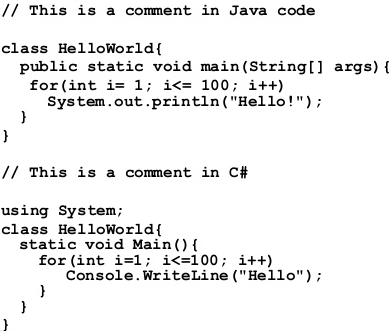 // This is a comment in Java code
class HelloWorld{
public static void main(String[] args){
for(int i= 1; i<= 100; i++)
System.out.println("Hello!");
}
}
// This is a comment in C#
using System;
class HelloWorld{
static void Main(){
for(int i=1; i<=100; i++)
Console.WriteLine("Hello");
}
}
}